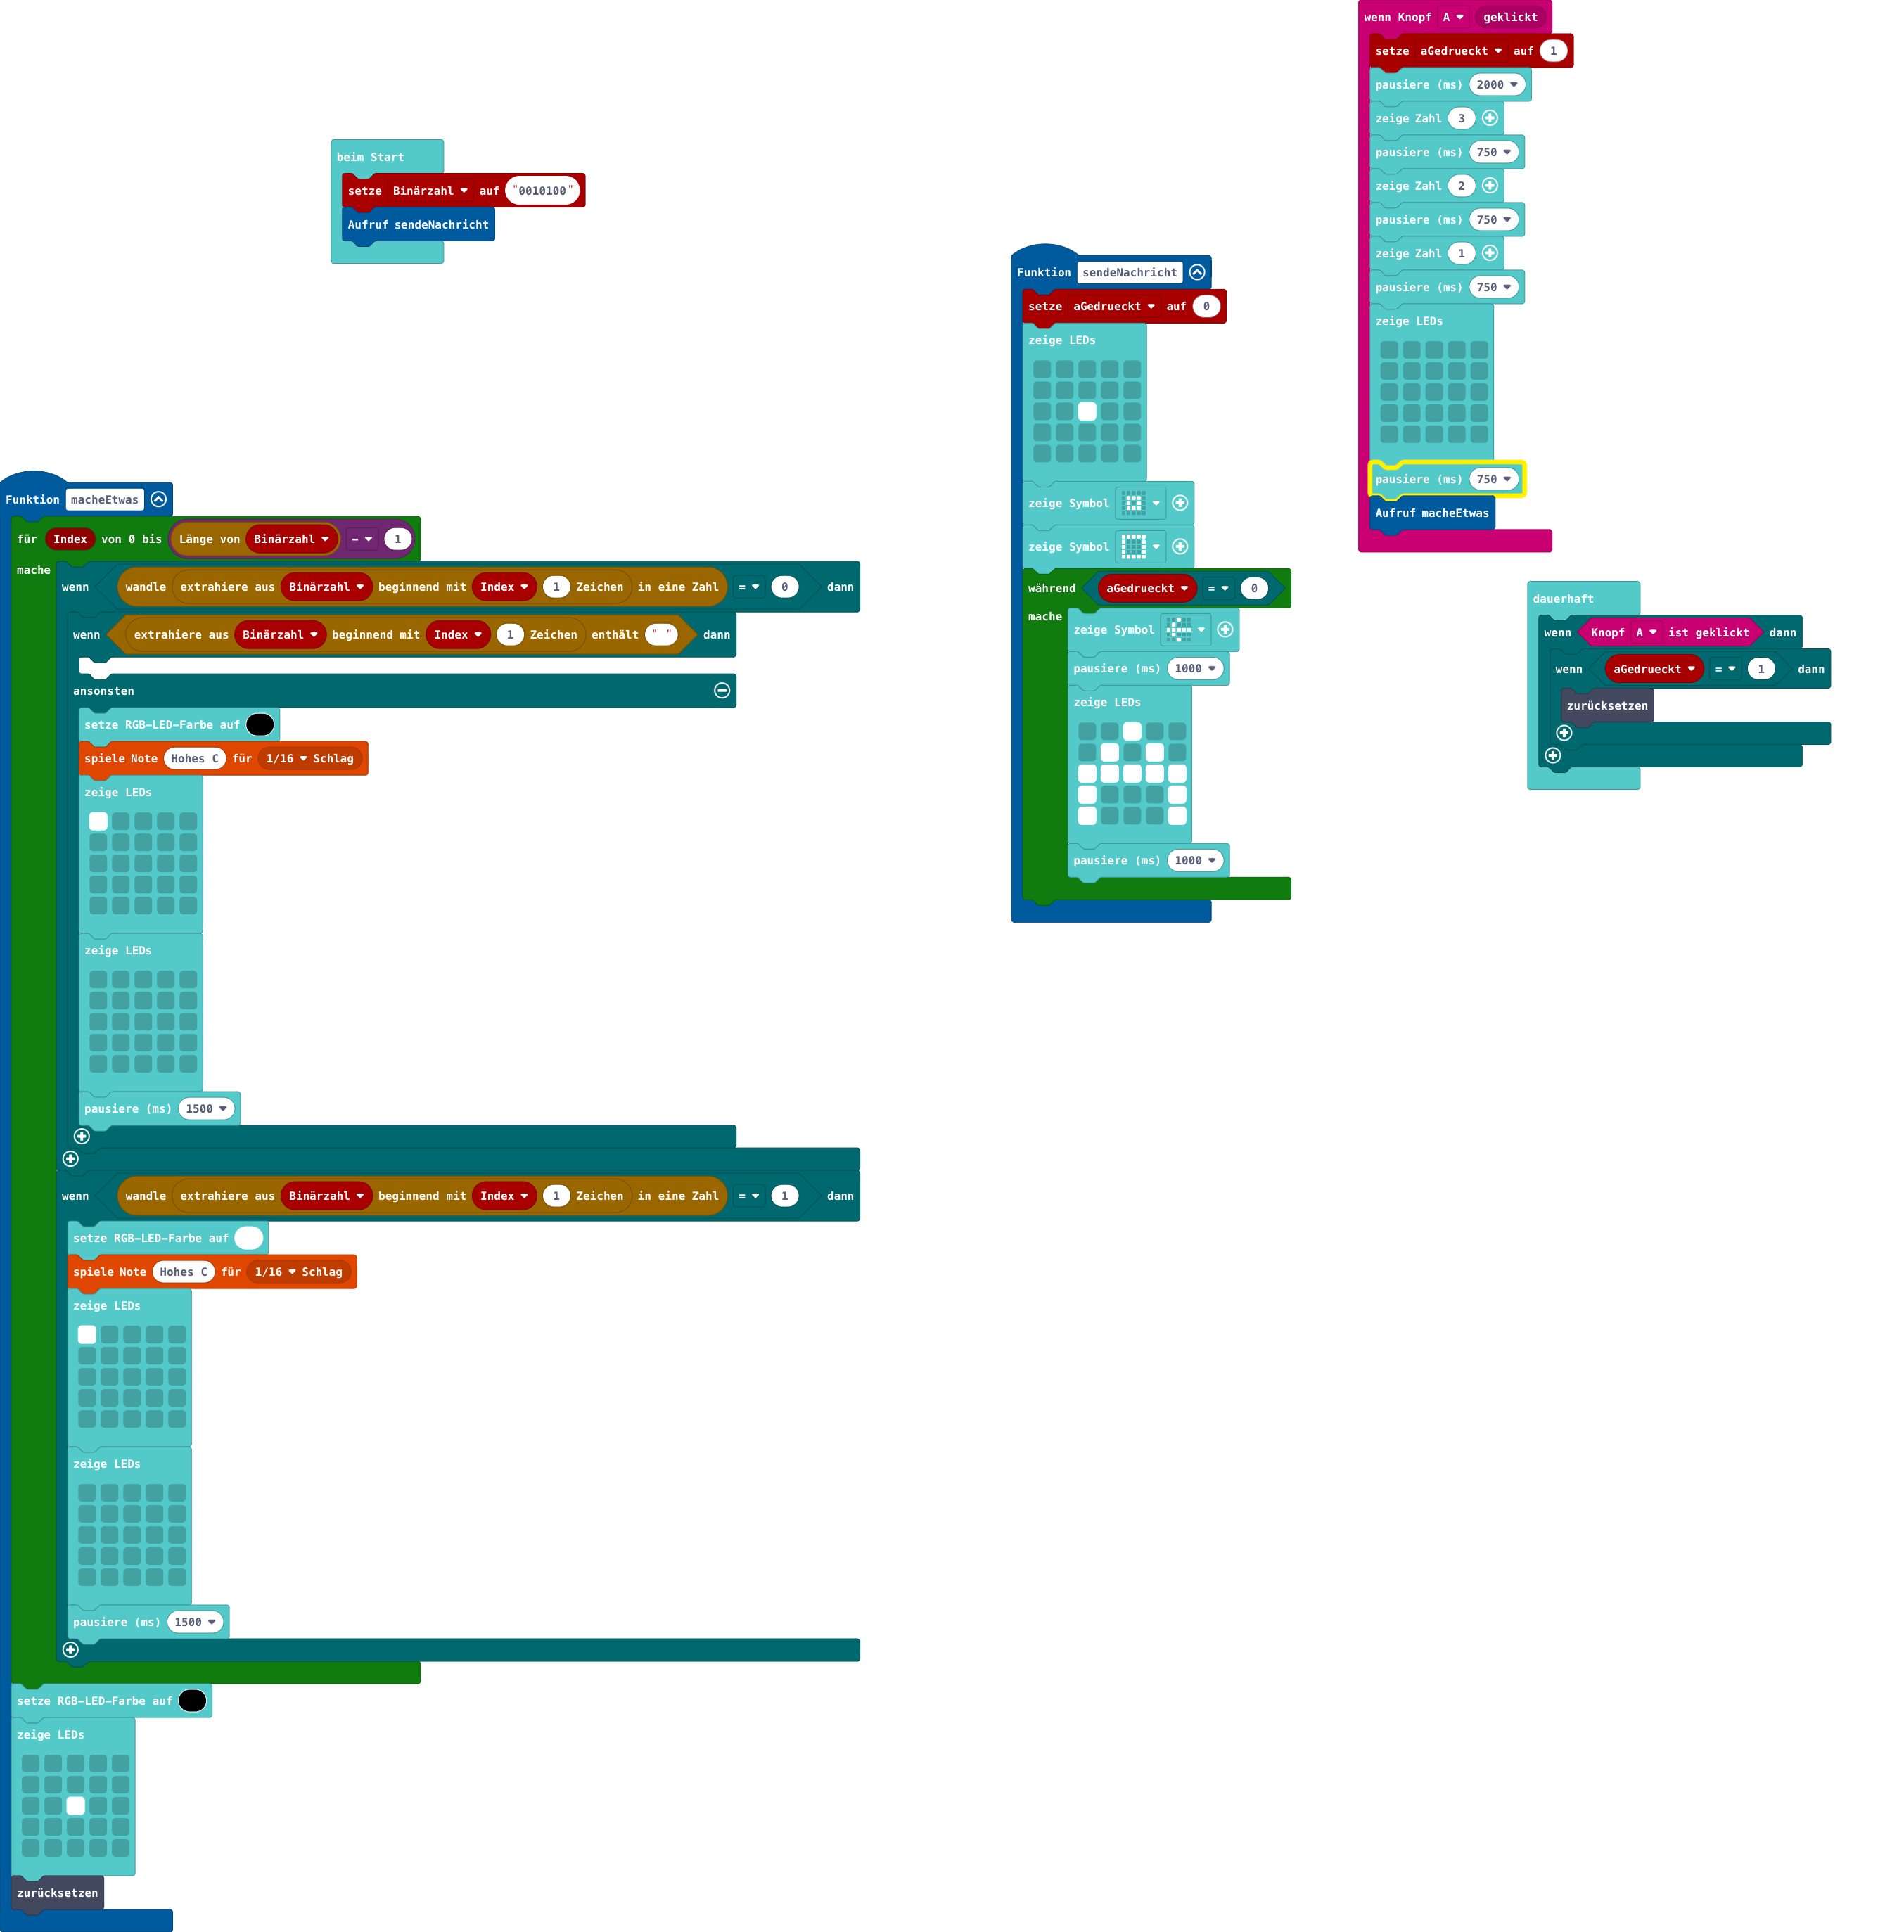 beim Start
setze Binärzahl auf "0010100"
Aufruf sendeNachricht
Funktion macheEtwas
für Index von 0 bis Länge von Binärzahl - 1
mache
wenn wandle extrahiere aus Binärzahl beginnend mit Index 1 Zeichen in eine Zahl = 0 dann
wenn extrahiere aus Binärzahl beginnend mit Index 1 Zeichen enthält " " dann
ansonsten
setze RGB-LED-Farbe auf
spiele Note Hohes C für 1/16 Schlag
zeige LEDs
zeige LEDs
pausiere (ms) 1500
wenn wandle extrahiere aus Binärzahl beginnend mit Index 1 Zeichen in eine Zahl = 1 dann
setze RGB-LED-Farbe auf
spiele Note Hohes C für 1/16 Schlag
zeige LEDs
zeige LEDs
pausiere (ms) 1500
setze RGB-LED-Farbe auf
zeige LEDs
zurücksetzen
Funktion sendeNachricht
setze aGedrueckt auf 0
zeige LEDs
zeige Symbol
zeige Symbol
während aGedrueckt = 0
mache
zeige Symbol
pausiere (ms) 1000
zeige LEDs
pausiere (ms) 1000
wenn Knopf A geklickt
setze aGedrueckt auf 1
pausiere (ms) 2000
zeige Zahl 3
pausiere (ms) 750
zeige Zahl 2
pausiere (ms) 750
zeige Zahl 1
pausiere (ms) 750
zeige LEDs
pausiere (ms) 750
Aufruf macheEtwas
dauerhaft
wenn Knopf A ist geklickt dann
wenn aGedrueckt = 1 dann
zurücksetzen